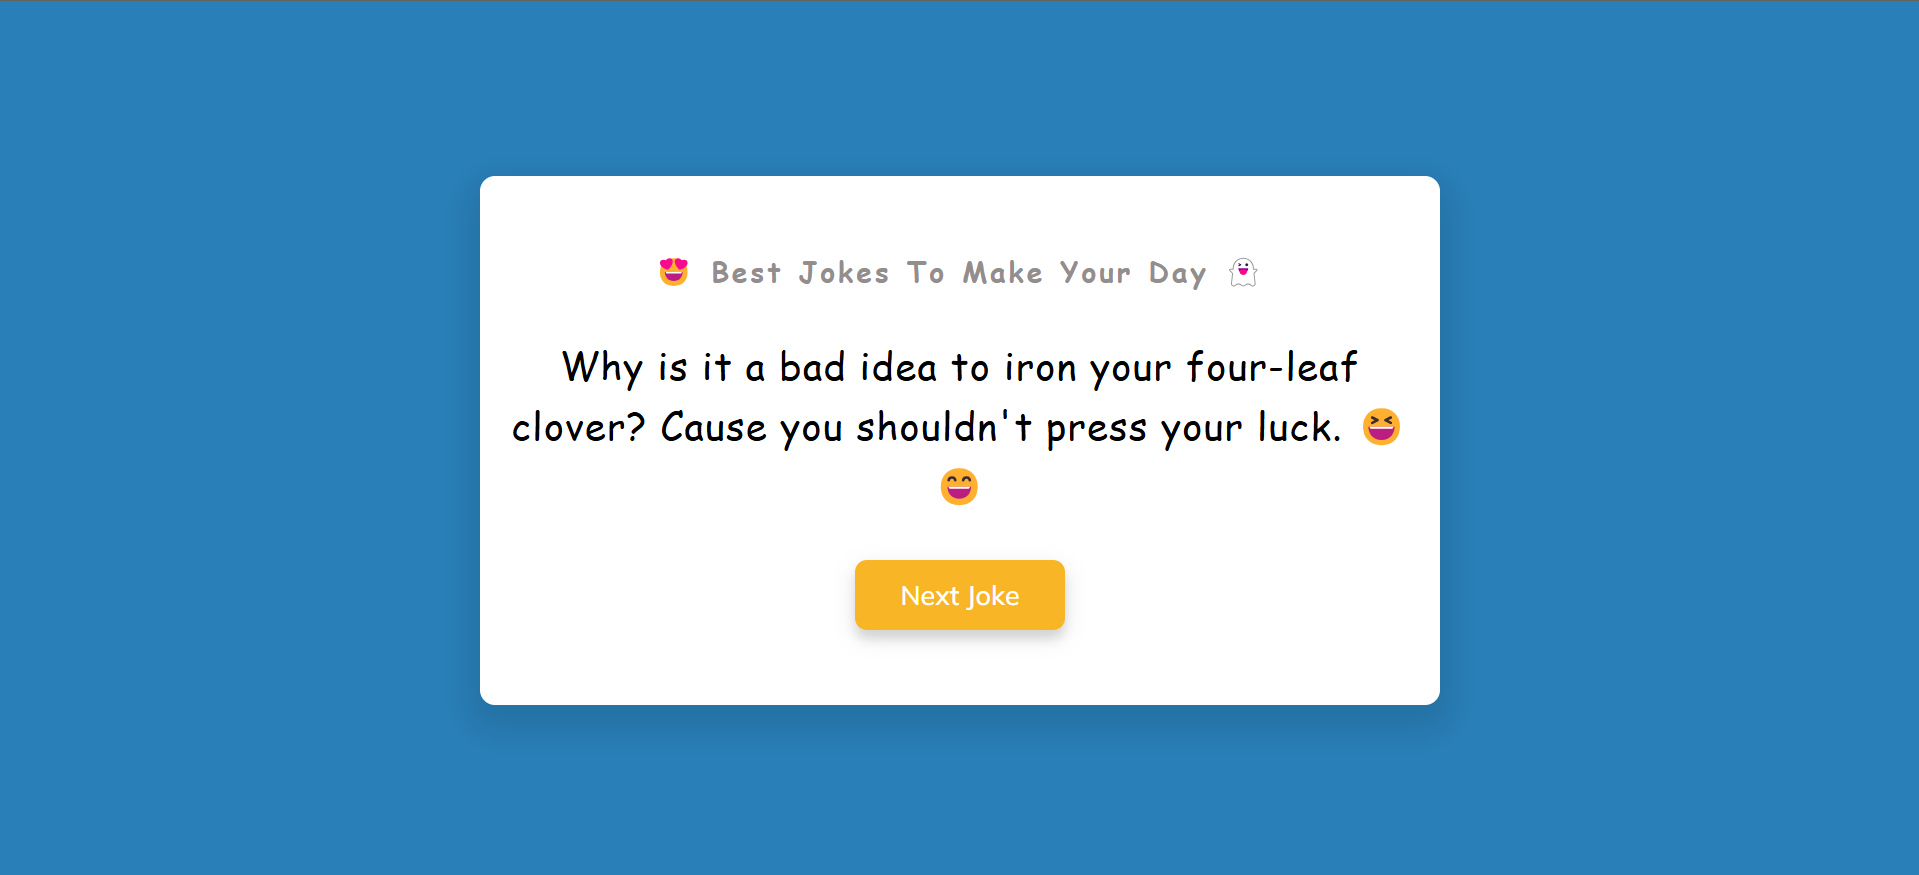 😍 Best Jokes To Make Your Day 👻
Why is it a bad idea to iron your four-leaf
clover? Cause you shouldn't press your luck. 😆
😄
Next Joke